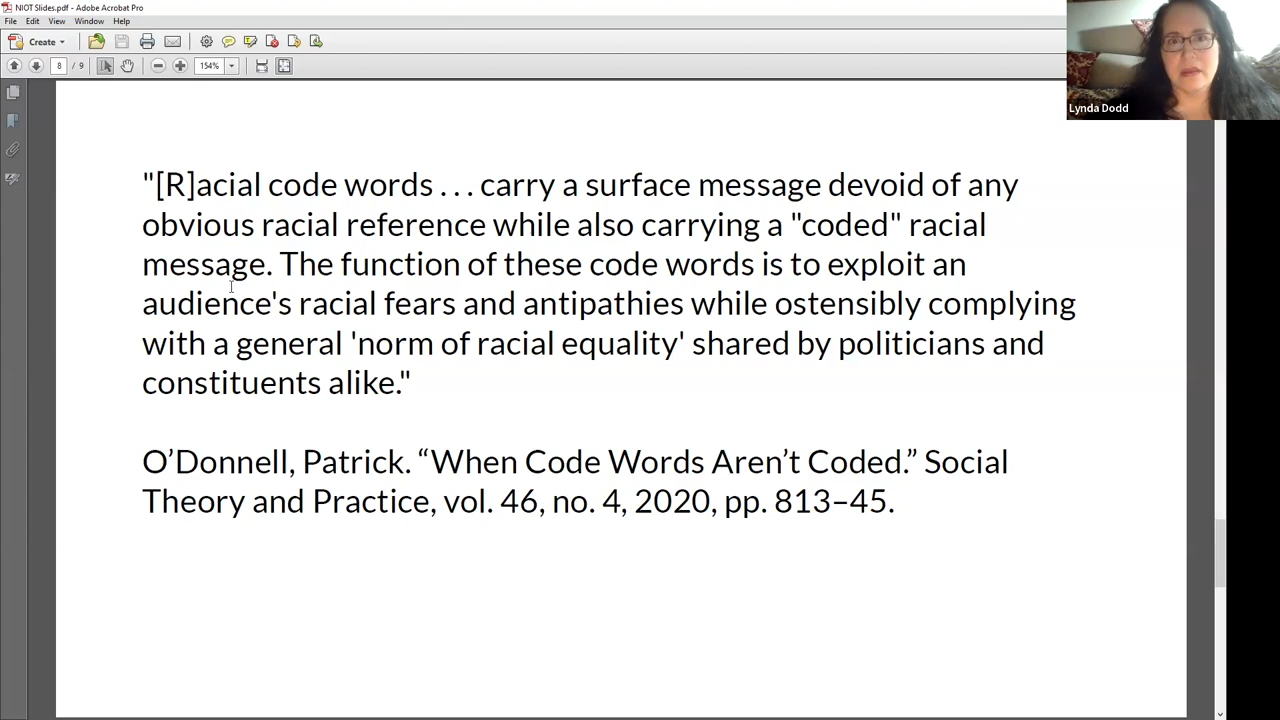 NIOT Slides.pdf - Adobe Acrobat Pro
File Edit View Window Help
Create
8 / 9 154%
Lynda Dodd
"[R]acial code words . . . carry a surface message devoid of any
obvious racial reference while also carrying a "coded" racial
message. The function of these code words is to exploit an
audience's racial fears and antipathies while ostensibly complying
with a general 'norm of racial equality' shared by politicians and
constituents alike."
O’Donnell, Patrick. “When Code Words Aren’t Coded.” Social
Theory and Practice, vol. 46, no. 4, 2020, pp. 813–45.